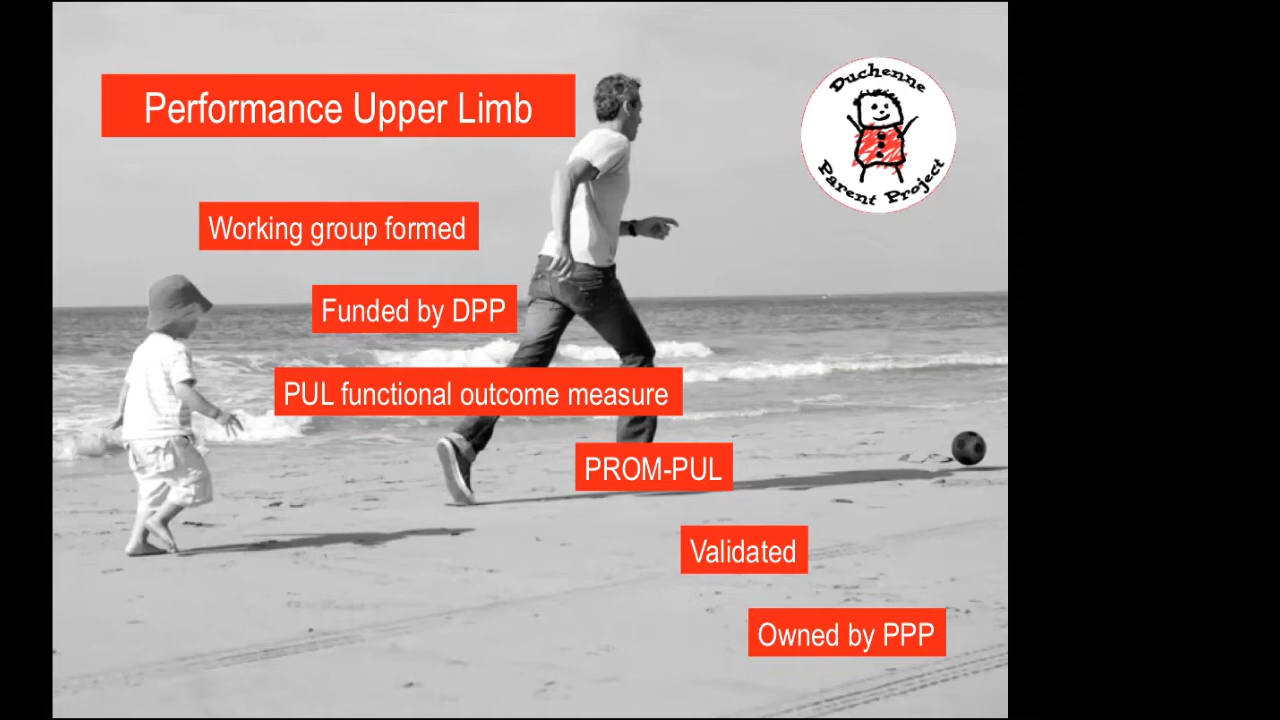 Performance Upper Limb
Duchenne
Parent Project
Working group formed
Funded by DPP
PUL functional outcome measure
PROM-PUL
Validated
Owned by PPP